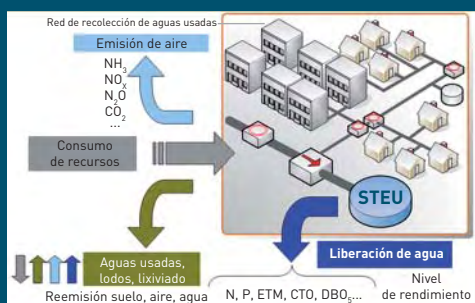 Red de recolección de aguas usadas
Emisión de aire
NH3
NOX
N2O
CO2
...
Consumo
de recursos
STEU
Aguas usadas,
lodos, lixiviado
Reemisión suelo, aire, agua
Liberación de agua
N, P, ETM, CTO, DBO5...
Nivel
de rendimiento